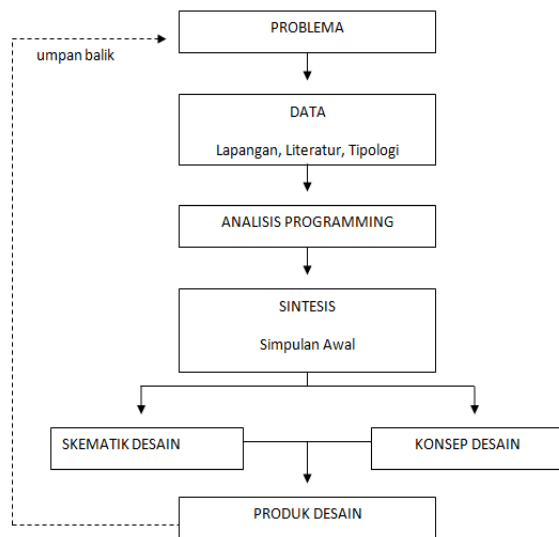 PROBLEMA
umpan balik
DATA
Lapangan, Literatur, Tipologi
ANALISIS PROGRAMMING
SINTESIS
Simpulan Awal
SKEMATIK DESAIN
KONSEP DESAIN
PRODUK DESAIN